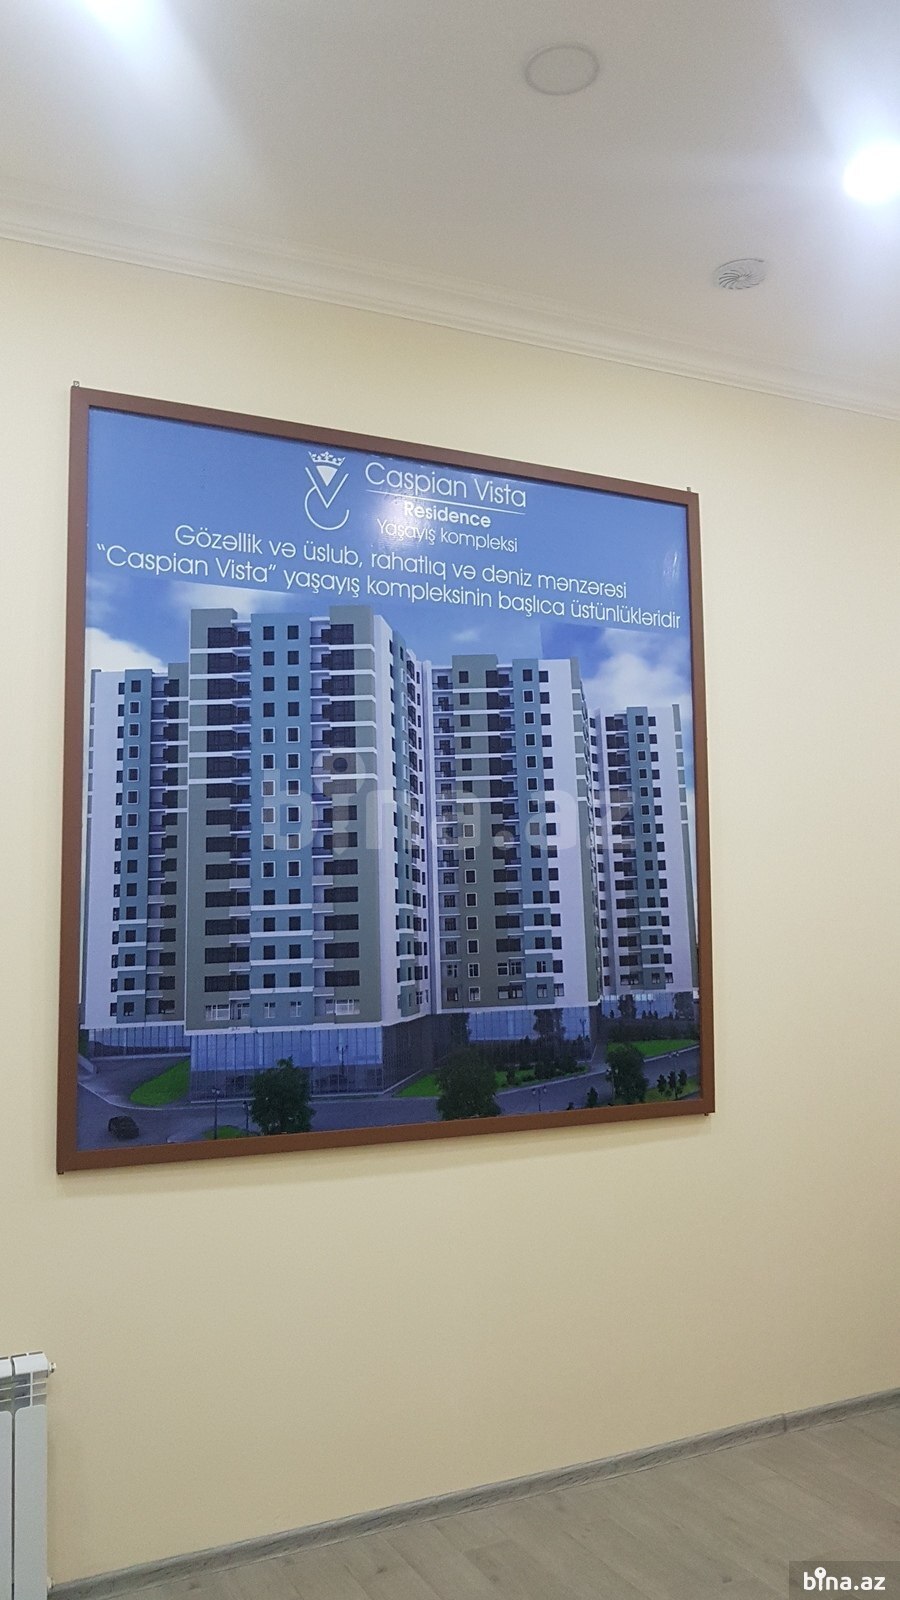 Caspian Vista
Residence
Yaşayış kompleksi
Gözəllik və üslub, rahatlıq və dəniz mənzərəsi
“Caspian Vista” yaşayış kompleksinin başlıca üstünlükləridir
bina.az
bina.az